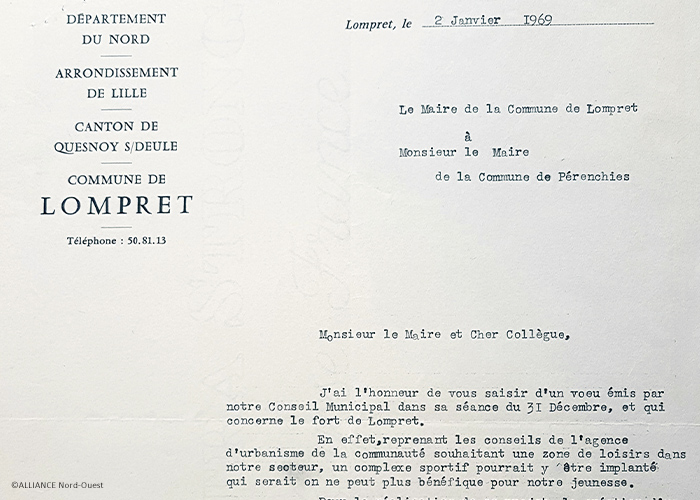 DÉPARTEMENT
DU NORD
ARRONDISSEMENT
DE LILLE
CANTON DE
QUESNOY S/DEULE
COMMUNE DE
LOMPRET
Téléphone : 50.81.13
Lompret, le 2 Janvier 1969
Le Maire de la Commune de Lompret
à
Monsieur le Maire
de la Commune de Pérenchies
Monsieur le Maire et Cher Collègue,
J'ai l'honneur de vous saisir d'un voeu émis par
notre Conseil Municipal dans sa séance du 3I Décembre, et qui
concerne le fort de Lompret.
En effet,reprenant les conseils de l'agence
d'urbanisme de la communauté souhaitant une zone de loisirs dans
notre secteur, un complexe sportif pourrait y être implanté
qui serait on ne peut plus bénéfique pour notre jeunesse.
©ALLIANCE Nord-Ouest